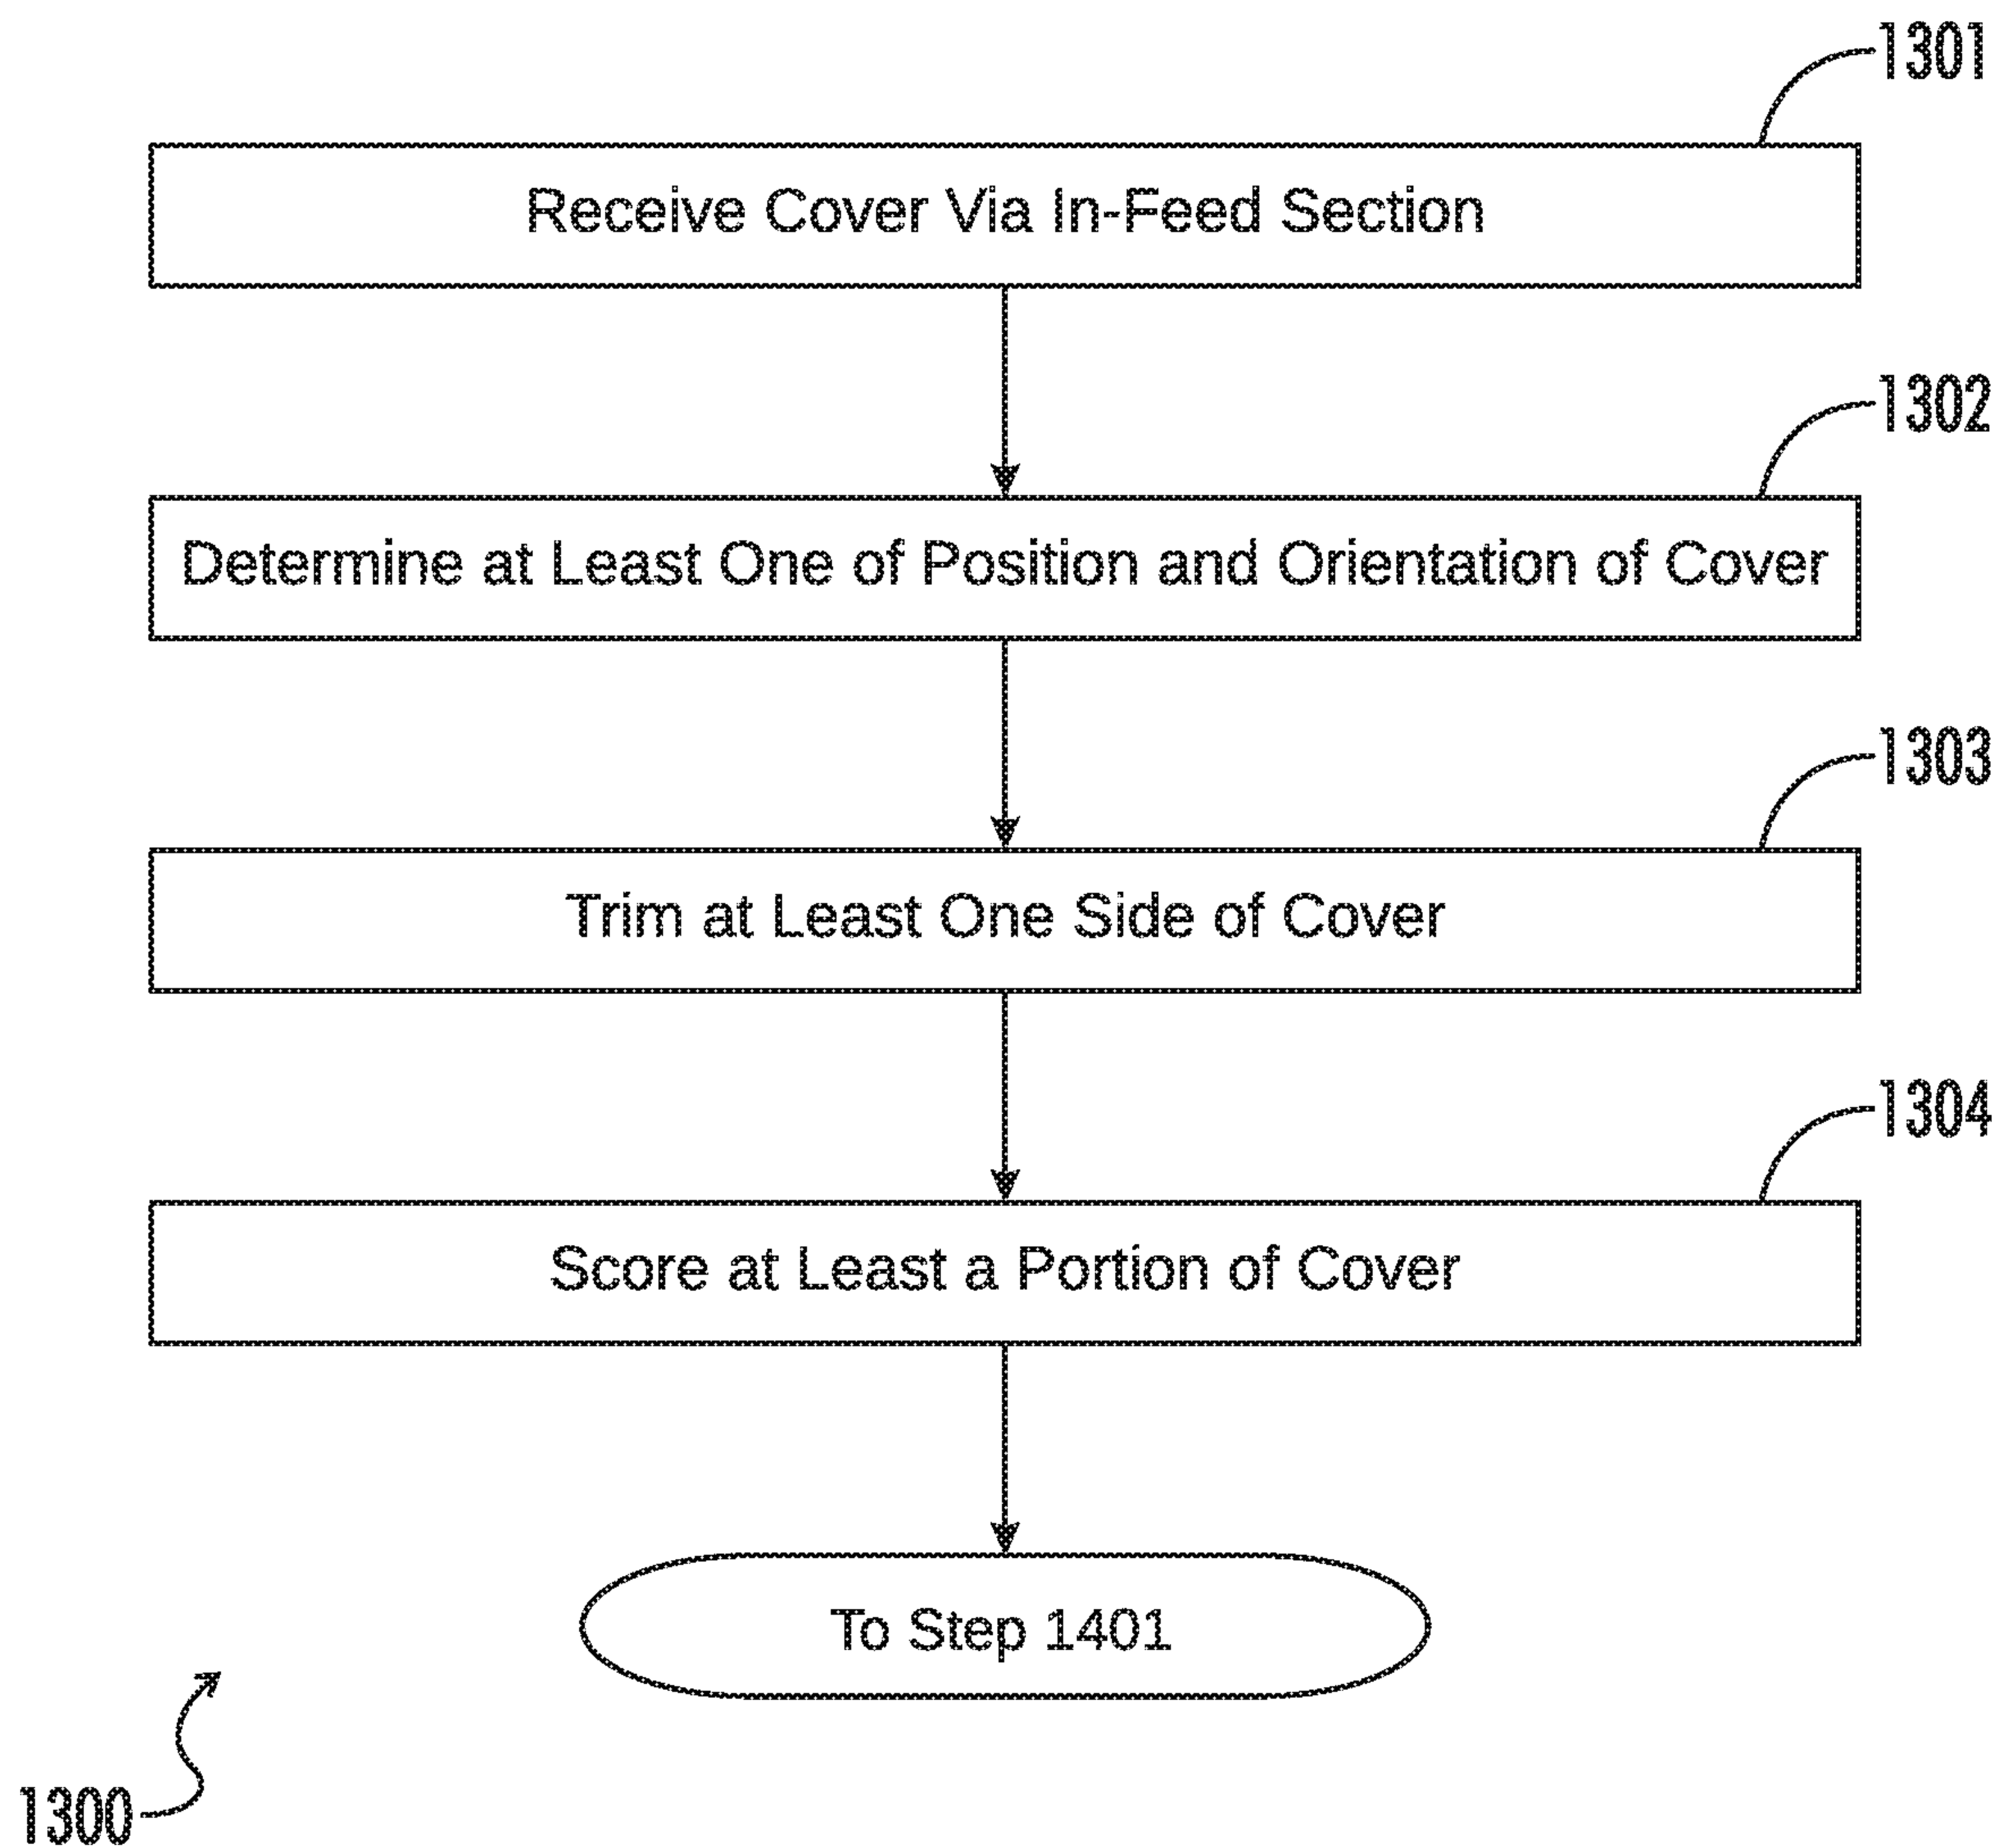 1301
Receive Cover Via In-Feed Section
1302
Determine at Least One of Position and Orientation of Cover
1303
Trim at Least One Side of Cover
1304
Score at Least a Portion of Cover
To Step 1401
1300